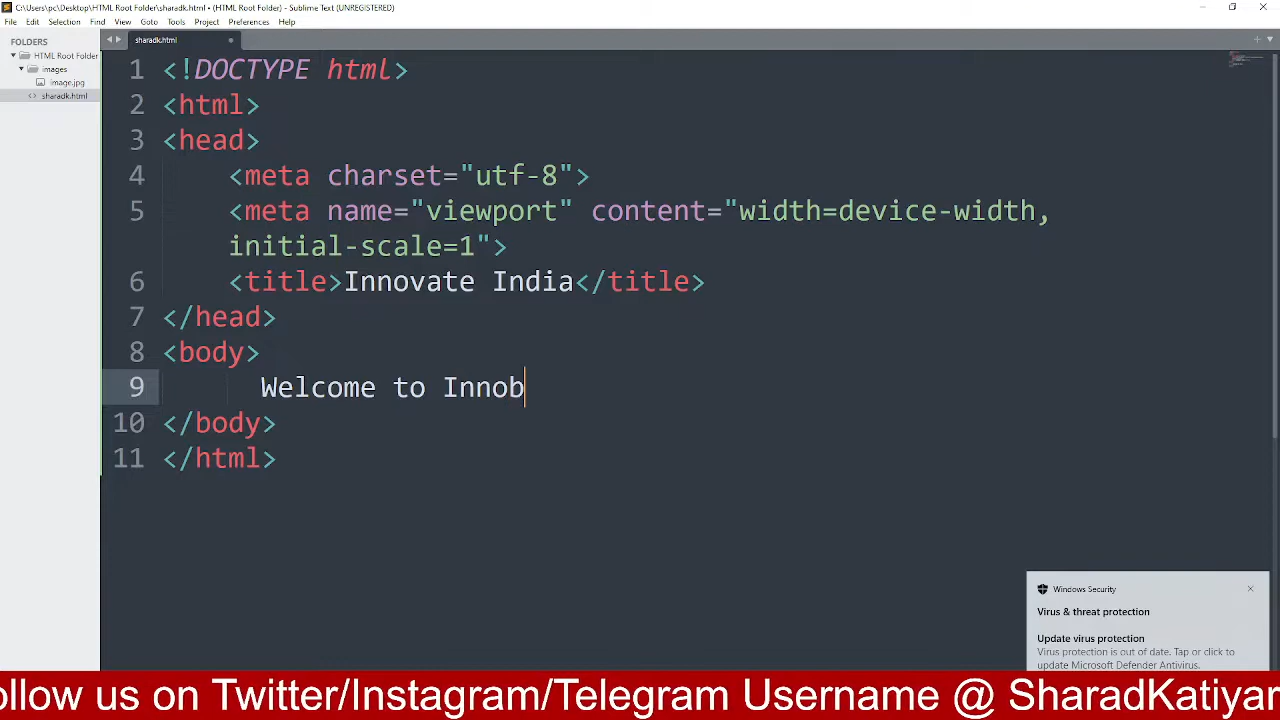 C:\Users\pc\Desktop\HTML Root Folder\sharadk.html • (HTML Root Folder) - Sublime Text (UNREGISTERED)
File Edit Selection Find View Goto Tools Project Preferences Help
FOLDERS
HTML Root Folder
images
image.jpg
sharadk.html
sharadk.html
1 <!DOCTYPE html>
2 <html>
3 <head>
4 <meta charset="utf-8">
5 <meta name="viewport" content="width=device-width,
initial-scale=1">
6 <title>Innovate India</title>
7 </head>
8 <body>
9 Welcome to Innob
10 </body>
11 </html>
Windows Security
Virus & threat protection
Update virus protection
Virus protection is out of date. Tap or click to
update Microsoft Defender Antivirus.
ollow us on Twitter/Instagram/Telegram Username @ SharadKatiyar